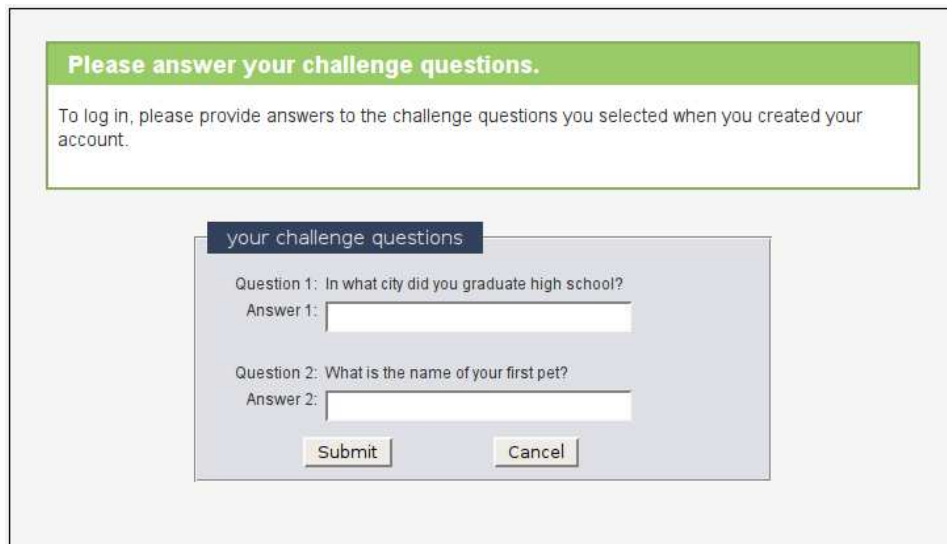 Please answer your challenge questions.
To log in, please provide answers to the challenge questions you selected when you created your
account.
your challenge questions
Question 1: In what city did you graduate high school?
Answer 1:
Question 2: What is the name of your first pet?
Answer 2:
Submit Cancel